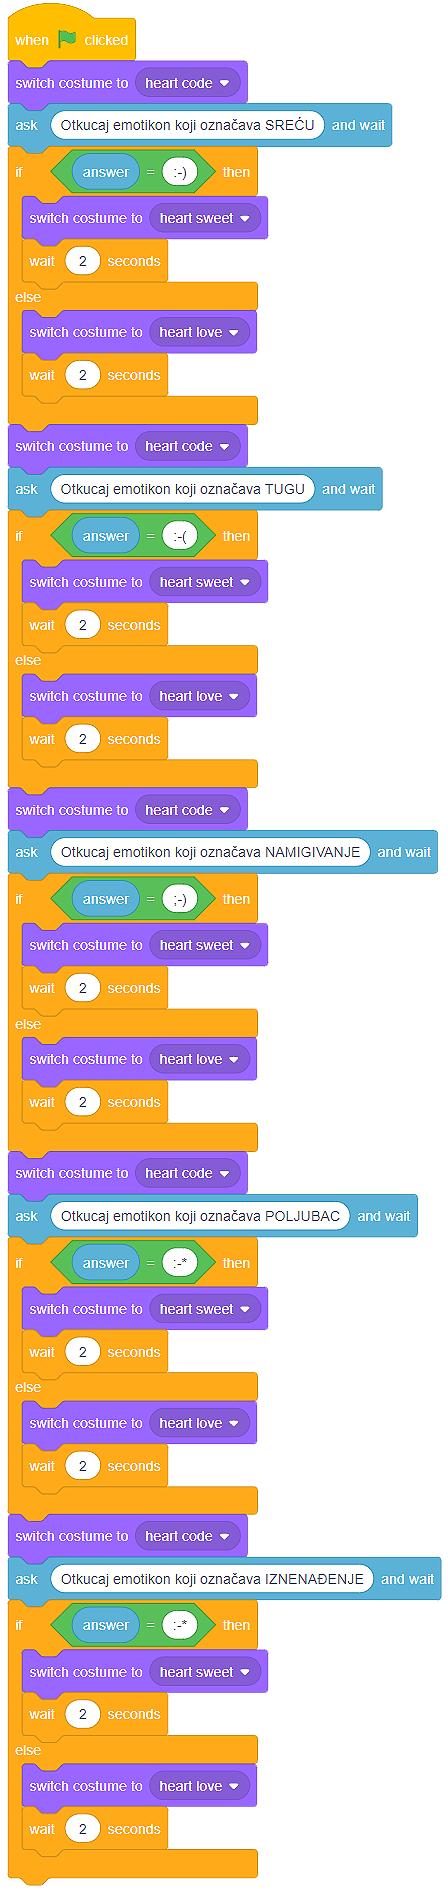 when clicked
switch costume to heart code
ask Otkucaj emotikon koji označava SREĆU and wait
if answer = :-) then
switch costume to heart sweet
wait 2 seconds
else
switch costume to heart love
wait 2 seconds
switch costume to heart code
ask Otkucaj emotikon koji označava TUGU and wait
if answer = :-( then
switch costume to heart sweet
wait 2 seconds
else
switch costume to heart love
wait 2 seconds
switch costume to heart code
ask Otkucaj emotikon koji označava NAMIGIVANJE and wait
if answer = ;-) then
switch costume to heart sweet
wait 2 seconds
else
switch costume to heart love
wait 2 seconds
switch costume to heart code
ask Otkucaj emotikon koji označava POLJUBAC and wait
if answer = :-* then
switch costume to heart sweet
wait 2 seconds
else
switch costume to heart love
wait 2 seconds
switch costume to heart code
ask Otkucaj emotikon koji označava IZNENAĐENJE and wait
if answer = :-* then
switch costume to heart sweet
wait 2 seconds
else
switch costume to heart love
wait 2 seconds